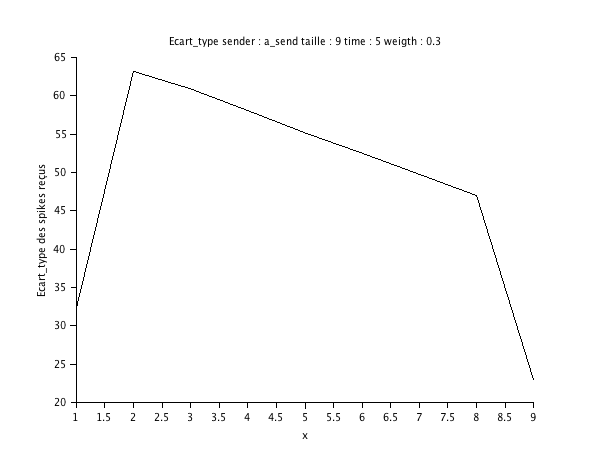 Ecart_type sender : a_send taille : 9 time : 5 weigth : 0.3
65
60
55
50
45
40
35
30
25
20
Ecart_type des spikes reçus
1 1.5 2 2.5 3 3.5 4 4.5 5 5.5 6 6.5 7 7.5 8 8.5 9
x